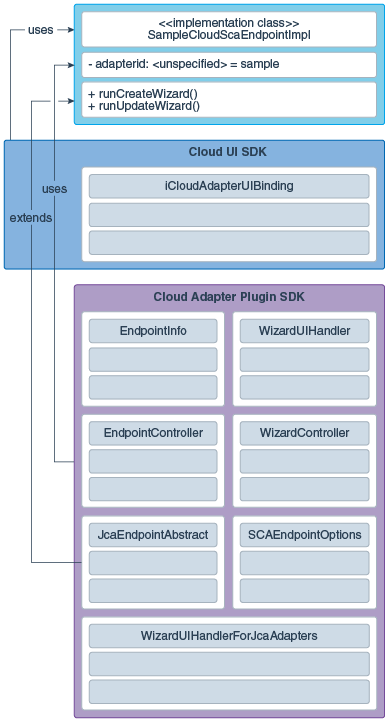 uses
<<implementation class>>
SampleCloudScaEndpointImpl
- adapterid: <unspecified> = sample
+ runCreateWizard()
+ runUpdateWizard()
Cloud UI SDK
uses
iCloudAdapterUIBinding
extends
Cloud Adapter Plugin SDK
EndpointInfo
WizardUIHandler
EndpointController
WizardController
JcaEndpointAbstract
SCAEndpointOptions
WizardUIHandlerForJcaAdapters